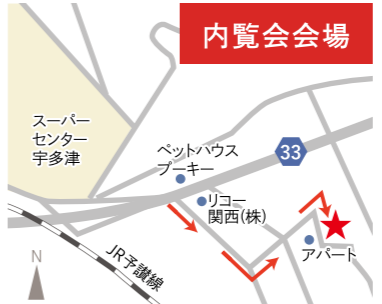 内覧会会場
スーパー
センター
宇多津
ペットハウス
プーキー
33
リコー
関西(株)
アパート
JR予讃線
N